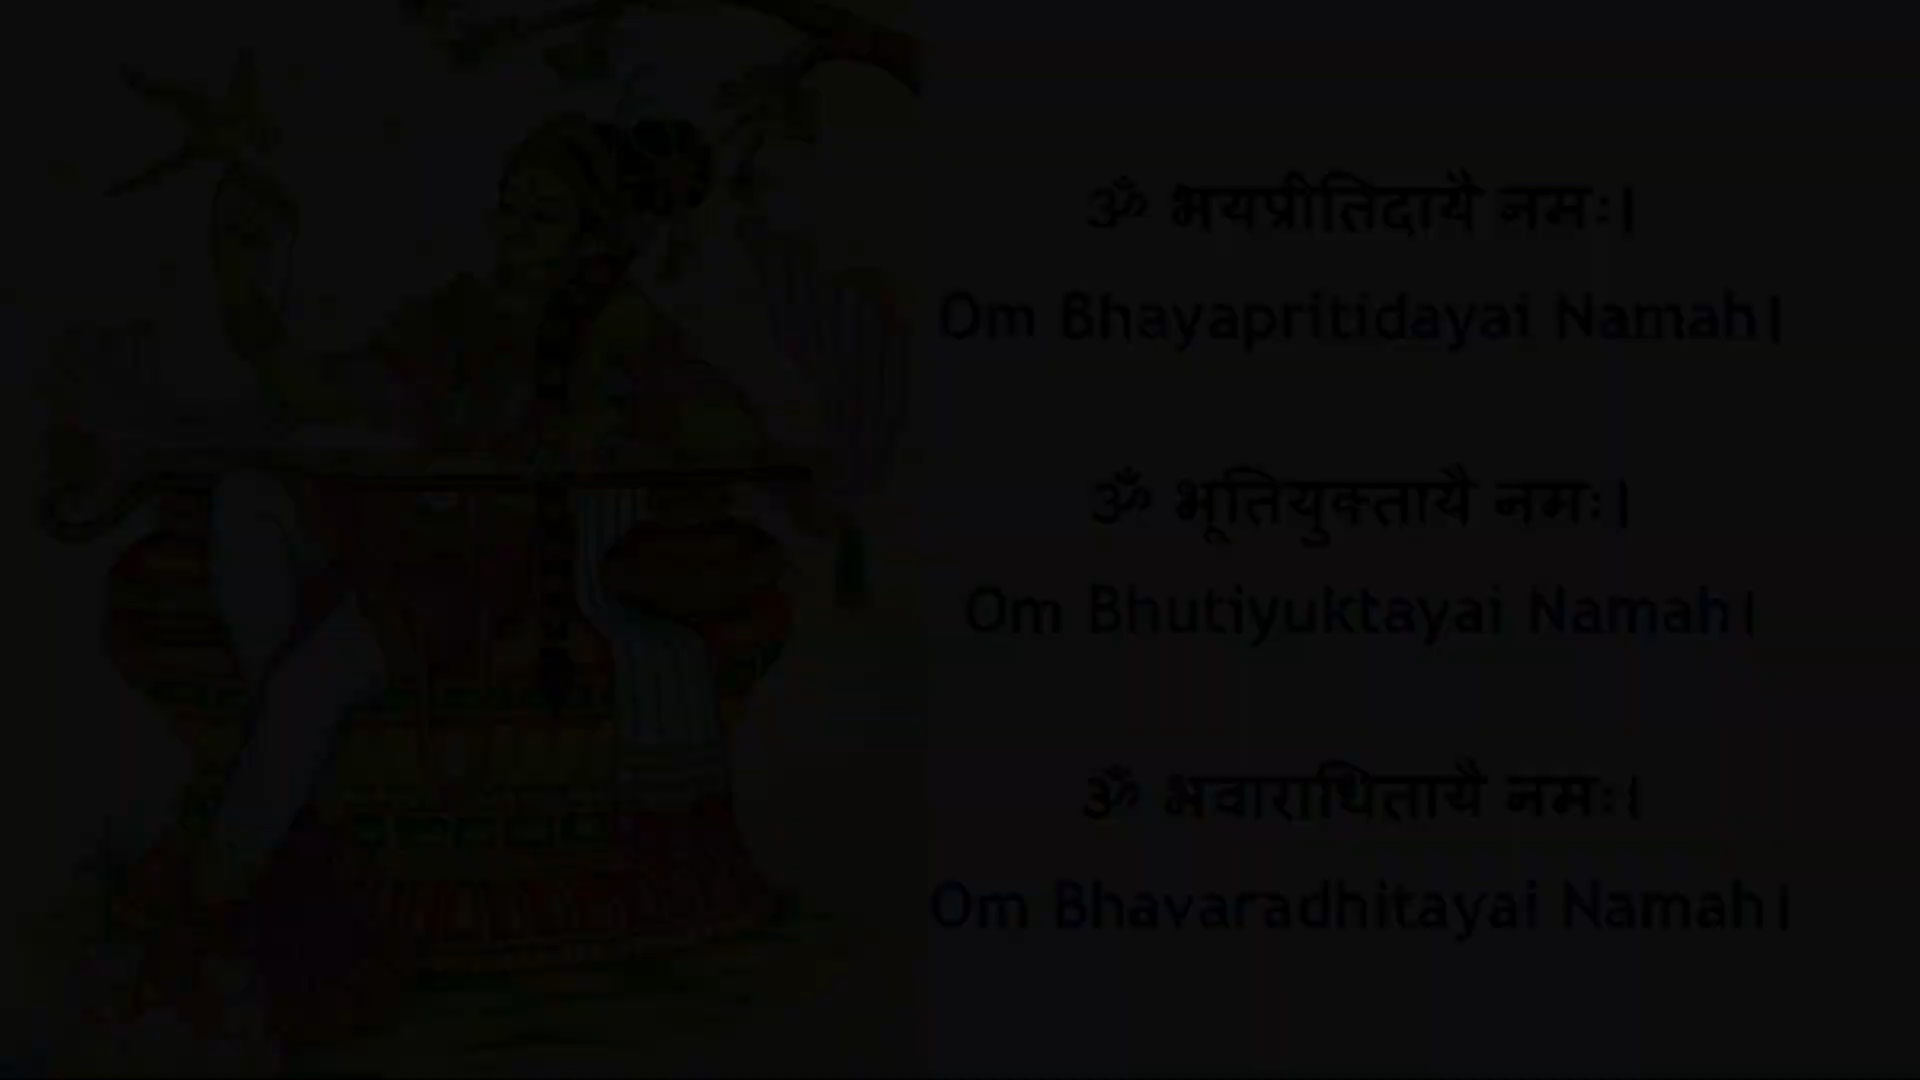 ॐ भयप्रीतिदायै नमः।
Om Bhayapritidayai Namah।
ॐ भूतियुक्तायै नमः।
Om Bhutiyuktayai Namah।
ॐ भवाराधितायै नमः।
Om Bhavaradhitayai Namah।